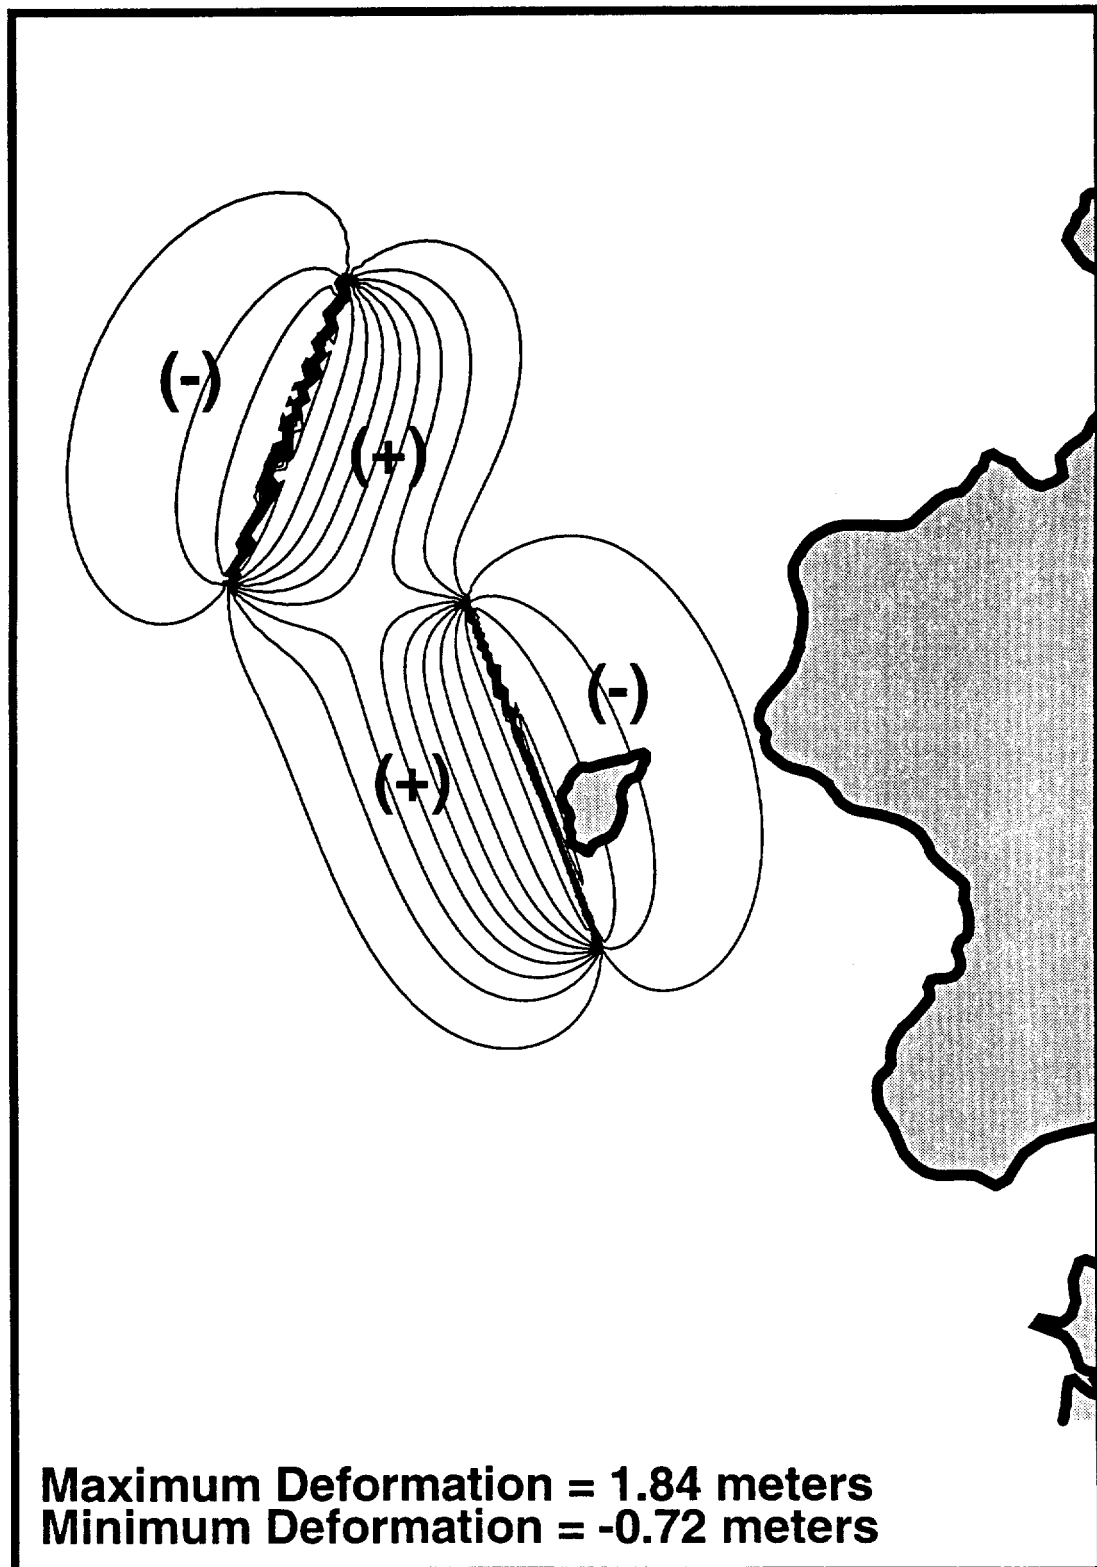 (-)
(+)
(-)
(+)
Maximum Deformation = 1.84 meters
Minimum Deformation = -0.72 meters